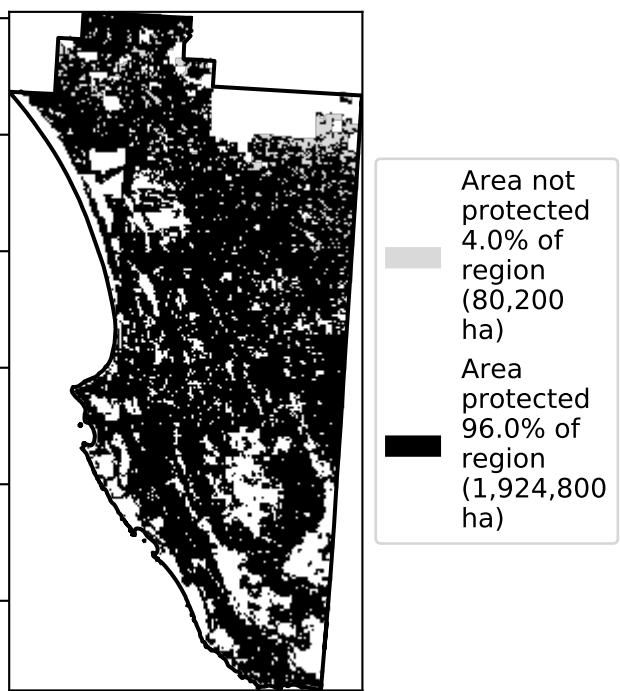 Area not
protected
4.0% of
region
(80,200
ha)
Area
protected
96.0% of
region
(1,924,800
ha)